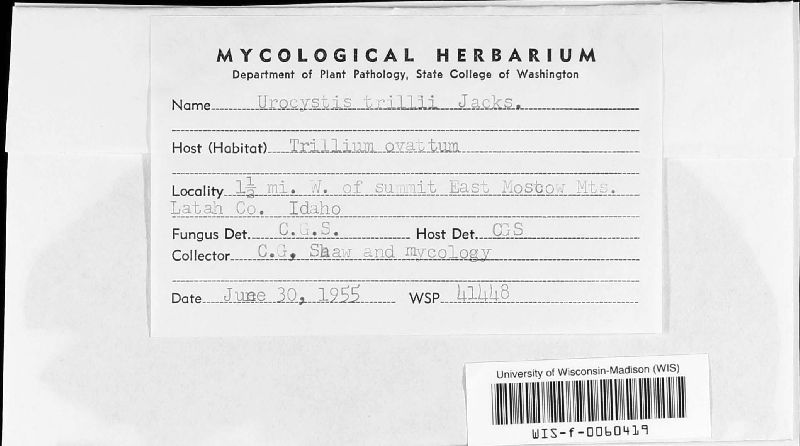 MYCOLOGICAL HERBARIUM
Department of Plant Pathology, State College of Washington
Name Urocystis trillii Jacks.
Host (Habitat) Trillium ovattum
Locality 1½ mi. W. of summit East Moscow Mts.
Latah Co. Idaho
Fungus Det. C.G.S. Host Det. CGS
Collector C.G. Shaw and mycology
Date June 30, 1955 WSP 41448
University of Wisconsin-Madison (WIS)
WIS-f-0060419